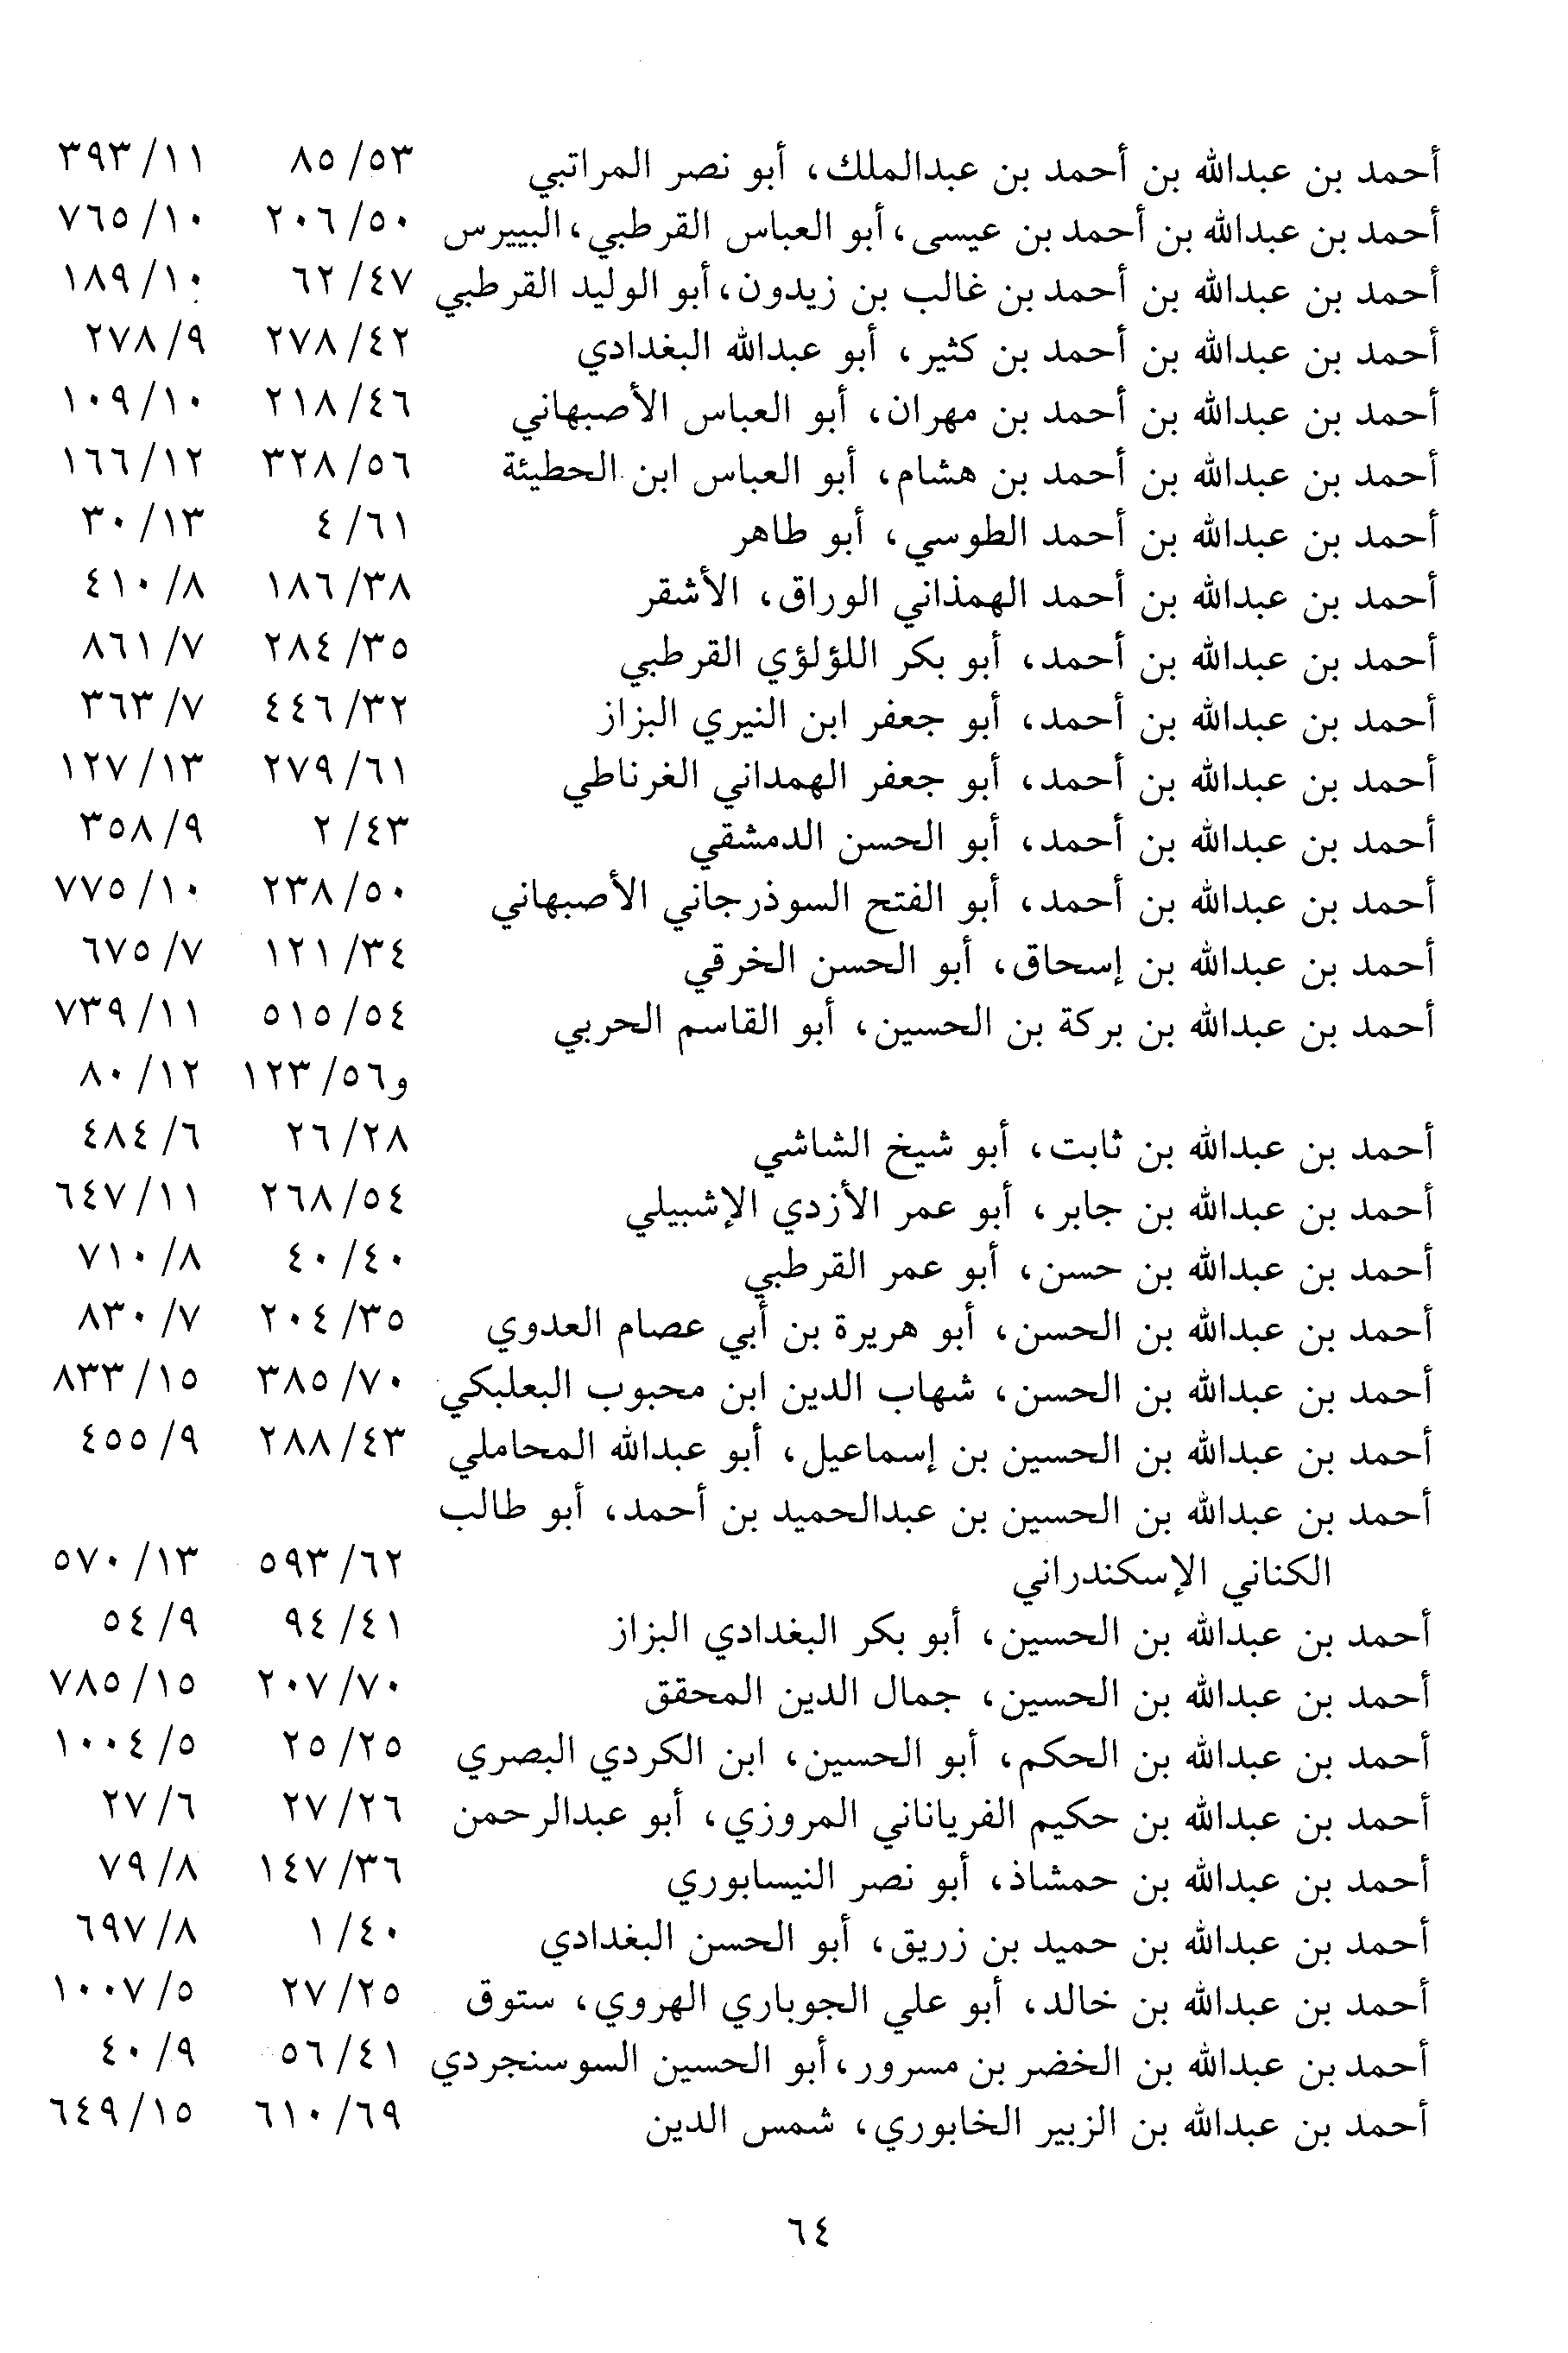 أحمد بن عبدالله بن أحمد بن عبدالملك، أبو نصر المراتبي ٥٣/ ٨٥ ١١/ ٣٩٣
أحمد بن عبدالله بن أحمد بن عيسى، أبو العباس القرطبي، البييرس ٥٠/ ٢٠٦ ١٠/ ٧٦٥
أحمد بن عبدالله بن أحمد بن غالب بن زيدون، أبو الوليد القرطبي ٤٧/ ٦٢ ١٠/ ١٨٩
أحمد بن عبدالله بن أحمد بن كثير، أبو عبدالله البغدادي ٤٢/ ٢٧٨ ٩/ ٢٧٨
أحمد بن عبدالله بن أحمد بن مهران، أبو العباس الأصبهاني ٤٦/ ٢١٨ ١٠/ ١٠٩
أحمد بن عبدالله بن أحمد بن هشام، أبو العباس ابن الحطيئة ٥٦/ ٣٢٨ ١٢/ ١٦٦
أحمد بن عبدالله بن أحمد الطوسي، أبو طاهر ٦١/ ٤ ١٣/ ٣٠
أحمد بن عبدالله بن أحمد الهمذاني الوراق، الأشقر ٣٨/ ١٨٦ ٨/ ٤١٠
أحمد بن عبدالله بن أحمد، أبو بكر اللؤلؤي القرطبي ٣٥/ ٢٨٤ ٧/ ٨٦١
أحمد بن عبدالله بن أحمد، أبو جعفر ابن النيري البزاز ٣٢/ ٤٤٦ ٧/ ٣٦٣
أحمد بن عبدالله بن أحمد، أبو جعفر الهمداني الغرناطي ٦١/ ٢٧٩ ١٣/ ١٢٧
أحمد بن عبدالله بن أحمد، أبو الحسن الدمشقي ٤٣/ ٢ ٩/ ٣٥٨
أحمد بن عبدالله بن أحمد، أبو الفتح السوذرجاني الأصبهاني ٥٠/ ٢٣٨ ١٠/ ٧٧٥
أحمد بن عبدالله بن إسحاق، أبو الحسن الخرقي ٣٤/ ١٢١ ٧/ ٦٧٥
أحمد بن عبدالله بن بركة بن الحسين، أبو القاسم الحربي ٥٤/ ٥١٥ ١١/ ٧٣٩
و٥٦/ ١٢٣ ١٢/ ٨٠
أحمد بن عبدالله بن ثابت، أبو شيخ الشاشي ٢٨/ ٢٦ ٦/ ٤٨٤
أحمد بن عبدالله بن جابر، أبو عمر الأزدي الإشبيلي ٥٤/ ٢٦٨ ١١/ ٦٤٧
أحمد بن عبدالله بن حسن، أبو عمر القرطبي ٤٠/ ٤٠ ٨/ ٧١٠
أحمد بن عبدالله بن الحسن، أبو هريرة بن أبي عصام العدوي ٣٥/ ٢٠٤ ٧/ ٨٣٠
أحمد بن عبدالله بن الحسن، شهاب الدين ابن محبوب البعلبكي ٧٠/ ٣٨٥ ١٥/ ٨٣٣
أحمد بن عبدالله بن الحسين بن إسماعيل، أبو عبدالله المحاملي ٤٣/ ٢٨٨ ٩/ ٤٥٥
أحمد بن عبدالله بن الحسين بن عبدالحميد بن أحمد، أبو طالب
الكناني الإسكندراني ٦٢/ ٥٩٣ ١٣/ ٥٧٠
أحمد بن عبدالله بن الحسين، أبو بكر البغدادي البزاز ٤١/ ٩٤ ٩/ ٥٤
أحمد بن عبدالله بن الحسين، جمال الدين المحقق ٧٠/ ٢٠٧ ١٥/ ٧٨٥
أحمد بن عبدالله بن الحكم، أبو الحسين، ابن الكردي البصري ٢٥/ ٢٥ ٥/ ١٠٠٤
أحمد بن عبدالله بن حكيم الفرياناني المروزي، أبو عبدالرحمن ٢٦/ ٢٧ ٦/ ٢٧
أحمد بن عبدالله بن حمشاذ، أبو نصر النيسابوري ٣٦/ ١٤٧ ٨/ ٧٩
أحمد بن عبدالله بن حميد بن زريق، أبو الحسن البغدادي ٤٠/ ١ ٨/ ٦٩٧
أحمد بن عبدالله بن خالد، أبو علي الجوباري الهروي، ستوق ٢٥/ ٢٧ ٥/ ١٠٠٧
أحمد بن عبدالله بن الخضر بن مسرور، أبو الحسين السوسنجردي ٤١/ ٥٦ ٩/ ٤٠
أحمد بن عبدالله بن الزبير الخابوري، شمس الدين ٦٩/ ٦١٠ ١٥/ ٦٤٩
٦٤